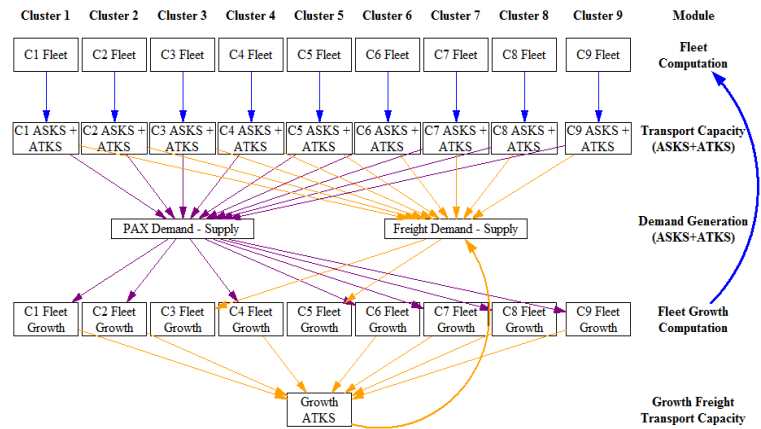 Cluster 1 Cluster 2 Cluster 3 Cluster 4 Cluster 5 Cluster 6 Cluster 7 Cluster 8 Cluster 9 Module
C1 Fleet C2 Fleet C3 Fleet C4 Fleet C5 Fleet C6 Fleet C7 Fleet C8 Fleet C9 Fleet Fleet
Computation
C1 ASKS + C2 ASKS + C3 ASKS + C4 ASKS + C5 ASKS + C6 ASKS + C7 ASKS + C8 ASKS + C9 ASKS + Transport Capacity
ATKS ATKS ATKS ATKS ATKS ATKS ATKS ATKS ATKS (ASKS+ATKS)
PAX Demand - Supply Freight Demand - Supply Demand Generation
(ASKS+ATKS)
C1 Fleet C2 Fleet C3 Fleet C4 Fleet C5 Fleet C6 Fleet C7 Fleet C8 Fleet C9 Fleet Fleet Growth
Growth Growth Growth Growth Growth Growth Growth Growth Growth Computation
Growth Growth Freight
ATKS Transport Capacity